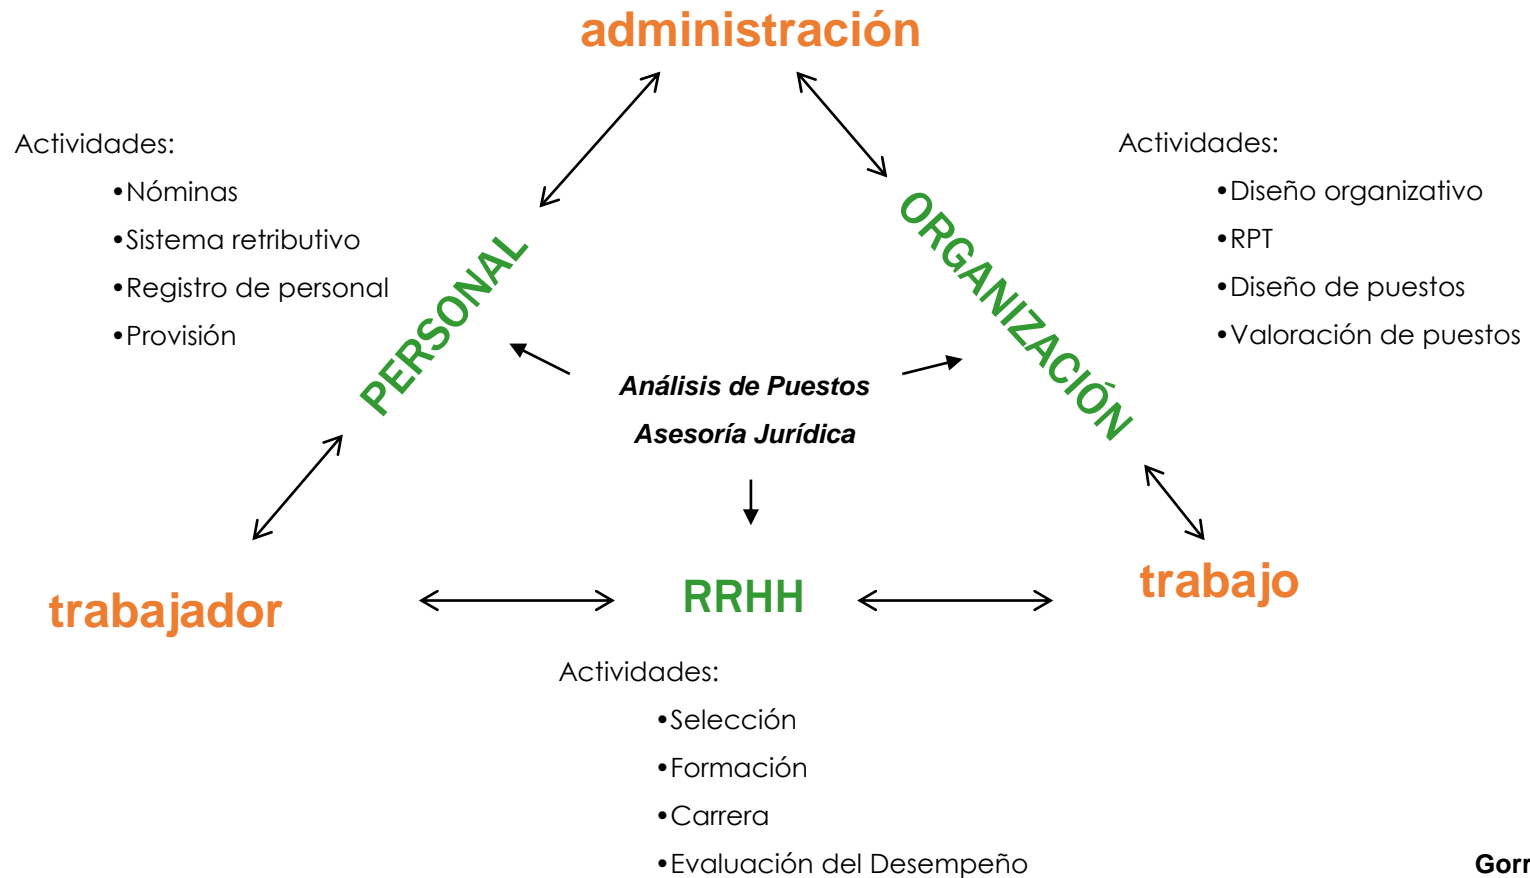 administración
Actividades:
•Nóminas
•Sistema retributivo
•Registro de personal
•Provisión
PERSONAL
Actividades:
•Diseño organizativo
•RPT
•Diseño de puestos
•Valoración de puestos
ORGANIZACIÓN
Análisis de Puestos
Asesoría Jurídica
trabajador
RRHH
trabajo
Actividades:
•Selección
•Formación
•Carrera
•Evaluación del Desempeño